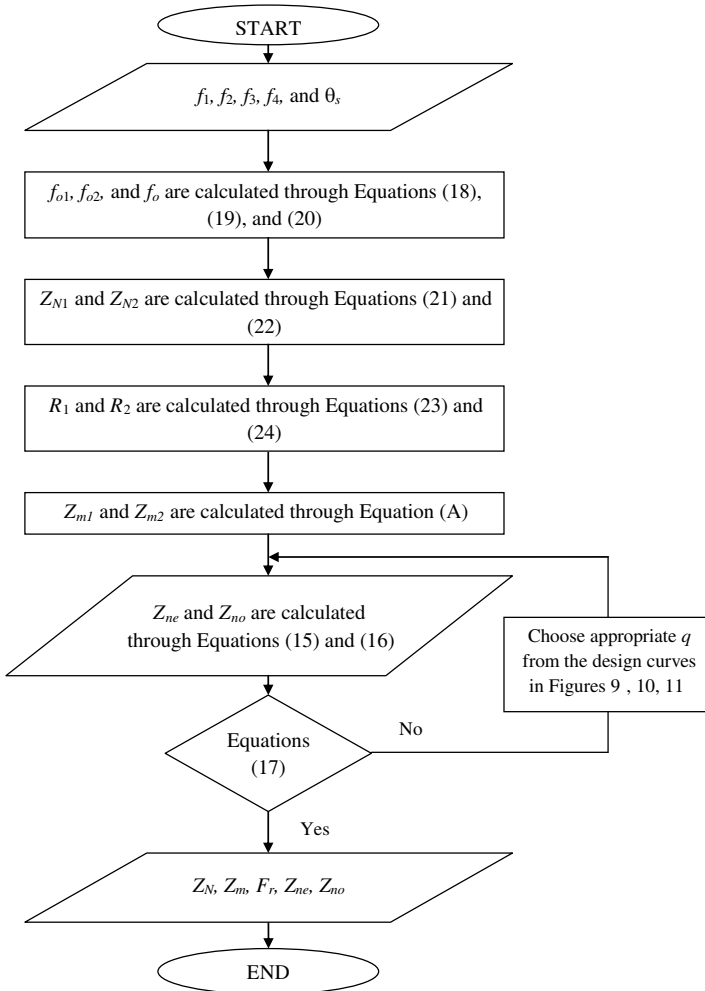 START
f1, f2, f3, f4, and θs
fo1, fo2, and fo are calculated through Equations (18),
(19), and (20)
ZN1 and ZN2 are calculated through Equations (21) and
(22)
R1 and R2 are calculated through Equations (23) and
(24)
Zm1 and Zm2 are calculated through Equation (A)
Zne and Zno are calculated
through Equations (15) and (16)
Choose appropriate q
from the design curves
in Figures 9 , 10, 11
Equations
(17)
No
Yes
ZN, Zm, Fr, Zne, Zno
END